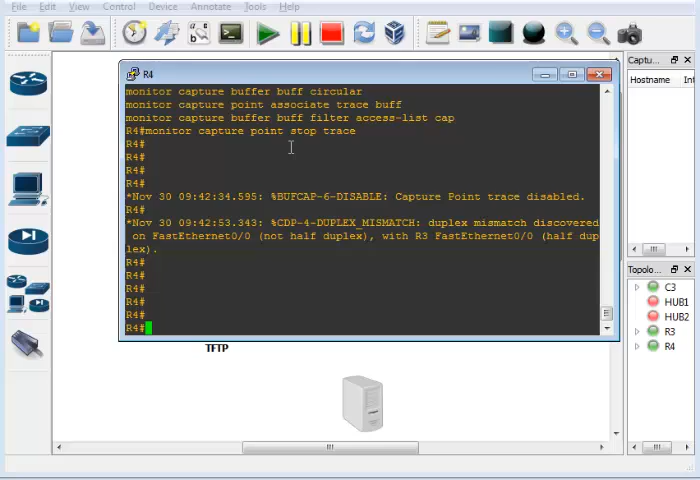 File Edit View Control Device Annotate Tools Help
R4
monitor capture buffer buff circular
monitor capture point associate trace buff
monitor capture buffer buff filter access-list cap
R4#monitor capture point stop trace
R4#
R4#
R4#
R4#
*Nov 30 09:42:34.595: %BUFCAP-6-DISABLE: Capture Point trace disabled.
R4#
*Nov 30 09:42:53.343: %CDP-4-DUPLEX_MISMATCH: duplex mismatch discovered
on FastEthernet0/0 (not half duplex), with R3 FastEthernet0/0 (half dup
lex).
R4#
R4#
R4#
R4#
R4#
R4#
TFTP
Captu...
Hostname Int
Topolo...
C3
HUB1
HUB2
R3
R4